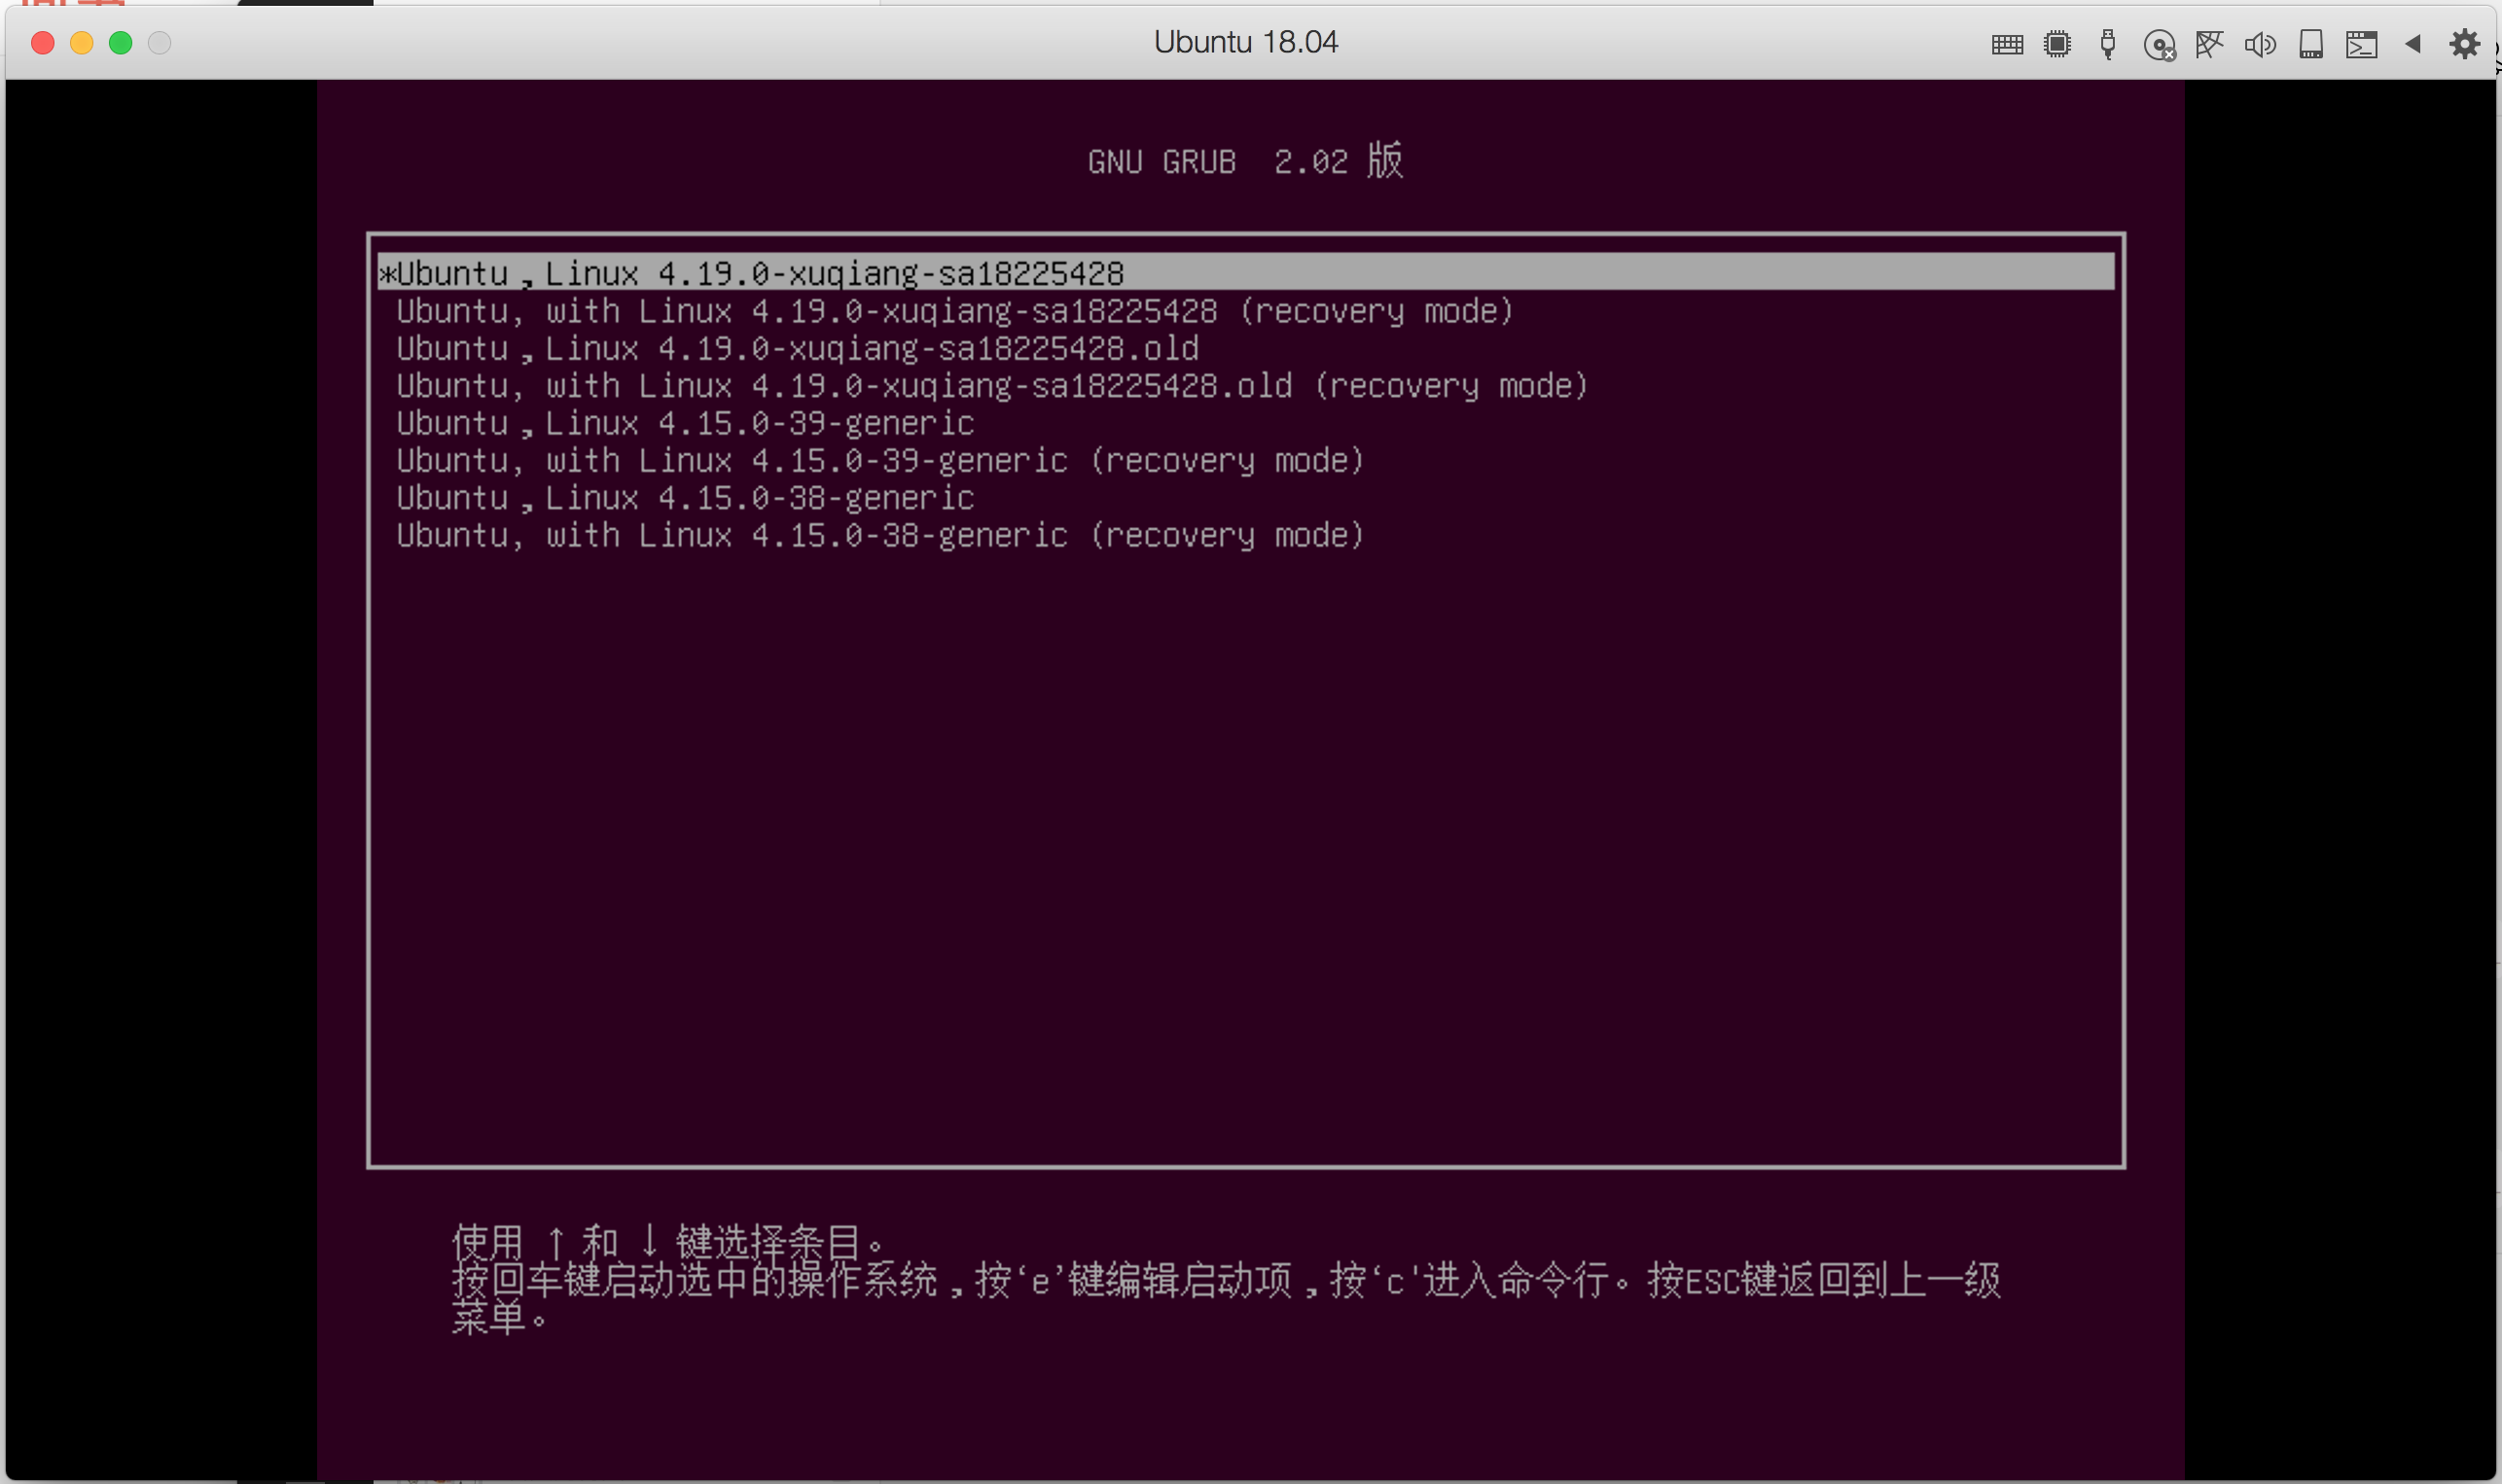 Ubuntu 18.04
GNU GRUB  2.02 版
*Ubuntu，Linux 4.19.0-xuqiang-sa18225428
Ubuntu, with Linux 4.19.0-xuqiang-sa18225428 (recovery mode)
Ubuntu，Linux 4.19.0-xuqiang-sa18225428.old
Ubuntu, with Linux 4.19.0-xuqiang-sa18225428.old (recovery mode)
Ubuntu，Linux 4.15.0-39-generic
Ubuntu, with Linux 4.15.0-39-generic (recovery mode)
Ubuntu，Linux 4.15.0-38-generic
Ubuntu, with Linux 4.15.0-38-generic (recovery mode)
使用 ↑ 和 ↓ 键选择条目。
按回车键启动选中的操作系统，按‘e’键编辑启动项，按‘c'进入命令行。按ESC键返回到上一级
菜单。